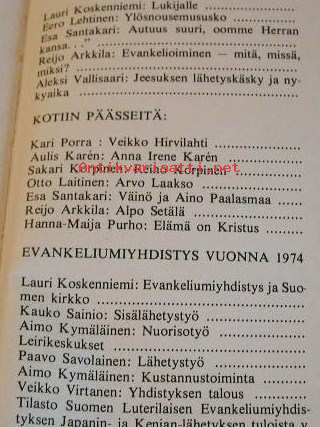 Lauri Koskenniemi: Lukijalle
Eero Lehtinen: Ylösnousemususko
Esa Santakari: Autuus suuri, oomme Herran
kansa. . ."
Reijo Arkkila: Evankelioiminen — mitä, missä,
miksi?
Aleksi Vallisaari: Jeesuksen lähetyskäsky ja ny-
kyaika
KOTIIN PÄÄSSEITÄ:
Kari Porra : Veikko Hirvilahti
Aulis Karén: Anna Irene Karén
Sakari Korpinen: Reino Korpinen
Otto Laitinen: Arvo Laakso
Esa Santakari: Väinö ja Aino Paalasmaa
Reijo Arkkila: Alpo Setälä
Hanna-Maija Purho: Elämä on Kristus
EVANKELIUMIYHDISTYS VUONNA 1974
Lauri Koskenniemi: Evankeliumiyhdistys ja Suo-
men kirkko
Kauko Sainio: Sisälähetystyö
Aimo Kymäläinen: Nuorisotyö
Leirikeskukset
Paavo Savolainen: Lähetystyö
Aimo Kymäläinen: Kustannustoiminta
Veikko Virtanen: Yhdistyksen talous
Tilasto Suomen Luterilaisen Evankeliumiyhdis-
tyksen Japanin- ja Kenian-lähetyksen tuloista v